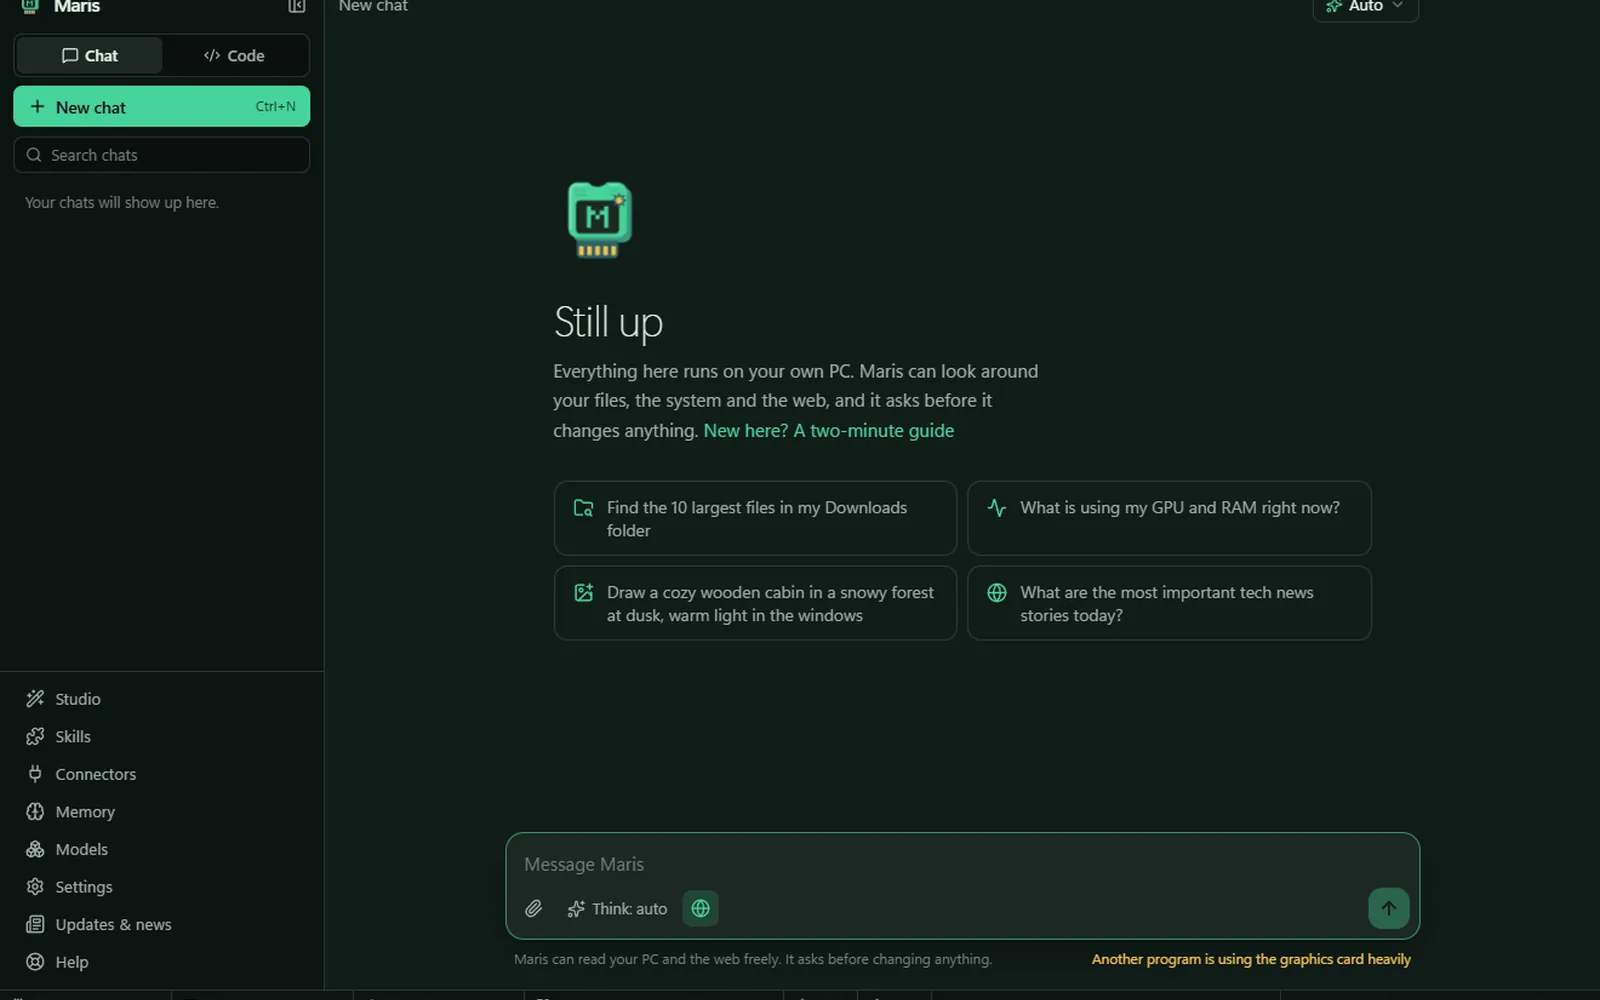 Maris
New chat
Auto
Chat
Code
New chat
Ctrl+N
Search chats
Your chats will show up here.
M
Still up
Everything here runs on your own PC. Maris can look around
your files, the system and the web, and it asks before it
changes anything. New here? A two-minute guide
Find the 10 largest files in my Downloads
folder
What is using my GPU and RAM right now?
Draw a cozy wooden cabin in a snowy forest
at dusk, warm light in the windows
What are the most important tech news
stories today?
Studio
Skills
Connectors
Memory
Models
Settings
Updates & news
Help
Message Maris
Think: auto
Maris can read your PC and the web freely. It asks before changing anything.
Another program is using the graphics card heavily